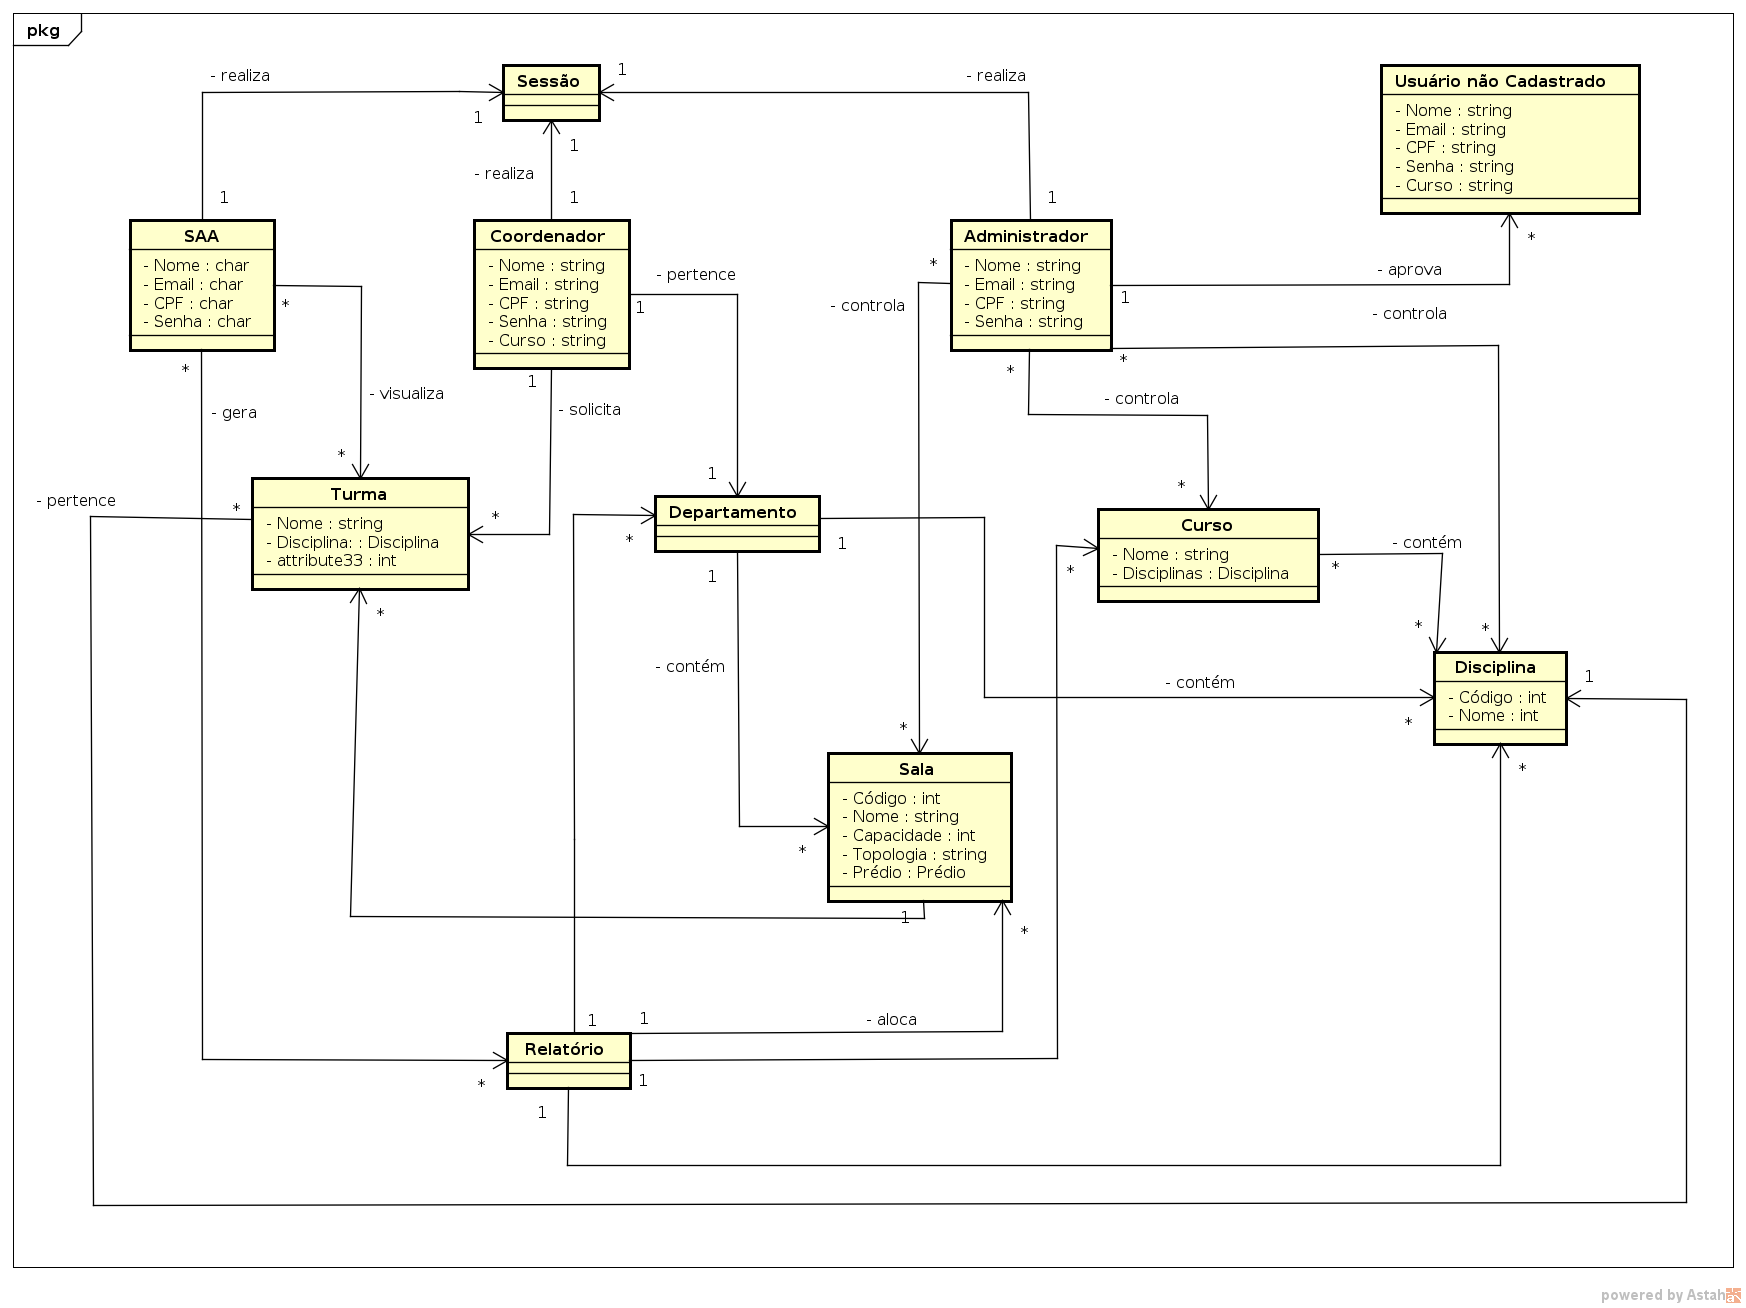 pkg
- realiza
1
- realiza
Sessão
1
1
- realiza
Usuário não Cadastrado
- Nome : string
- Email : string
- CPF : string
- Senha : string
- Curso : string
*
1
1
1
SAA
- Nome : char
- Email : char
- CPF : char
- Senha : char
*
*
Coordenador
- Nome : string
- Email : string
- CPF : string
- Senha : string
- Curso : string
1
1
- pertence
Administrador
- Nome : string
- Email : string
- CPF : string
- Senha : string
*
1
*
*
- aprova
- controla
- controla
- controla
- gera
- visualiza
- solicita
- pertence
*
*
*
Turma
- Nome : string
- Disciplina: : Disciplina
- attribute33 : int
*
1
Departamento
*
1
1
*
Curso
- Nome : string
- Disciplinas : Disciplina
*
*
- contém
*
*
Disciplina
- Código : int
- Nome : int
1
*
*
- contém
- contém
*
*
Sala
- Código : int
- Nome : string
- Capacidade : int
- Topologia : string
- Prédio : Prédio
1
*
- aloca
1
1
Relatório
*
1
1
powered by Astah